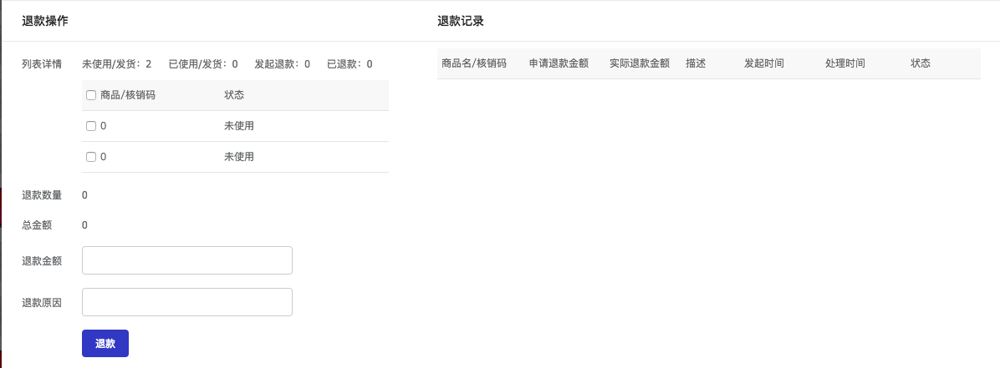 退款操作
列表详情 未使用/发货：2 已使用/发货：0 发起退款：0 已退款：0
商品/核销码 状态
0 未使用
0 未使用
退款数量 0
总金额 0
退款金额
退款原因
退款
退款记录
商品名/核销码 申请退款金额 实际退款金额 描述 发起时间 处理时间 状态